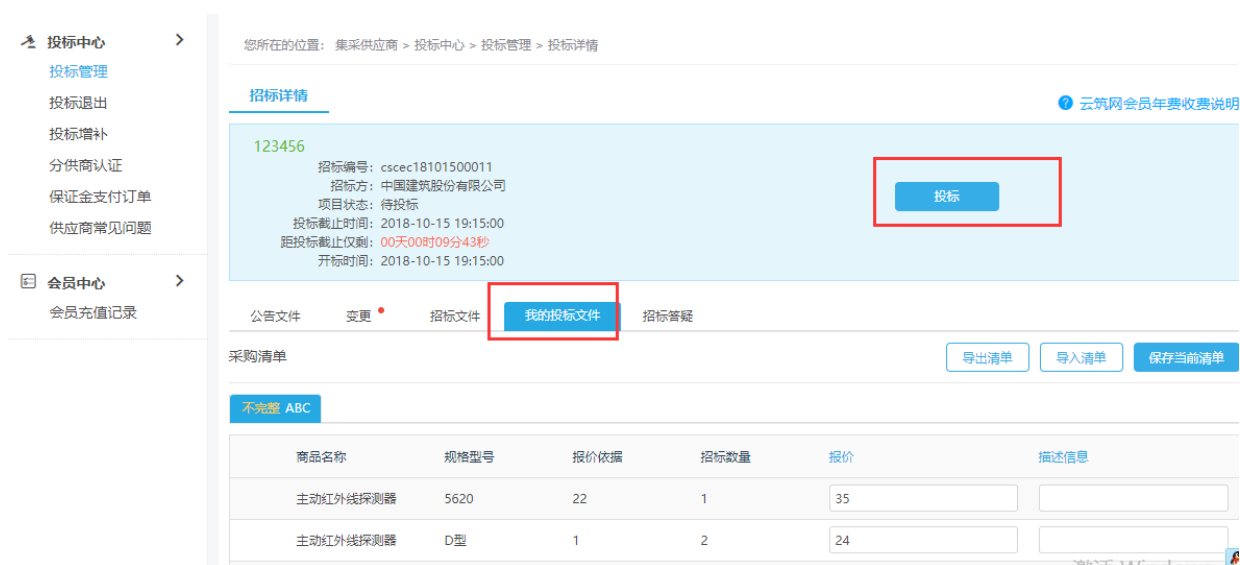 投标中心
投标管理
投标退出
投标增补
分供商认证
保证金支付订单
供应商常见问题
会员中心
会员充值记录
您所在的位置： 集采供应商 > 投标中心 > 投标管理 > 投标详情
招标详情
云筑网会员年费收费说明
123456
招标编号： cscec18101500011
招标方： 中国建筑股份有限公司
项目状态： 待投标
投标截止时间： 2018-10-15 19:15:00
距投标截止仅剩： 00天00时09分43秒
开标时间： 2018-10-15 19:15:00
投标
公告文件 变更 招标文件 我的投标文件 招标答疑
采购清单 导出清单 导入清单 保存当前清单
不完整 ABC
商品名称 规格型号 报价依据 招标数量 报价 描述信息
主动红外线探测器 5620 22 1 35
主动红外线探测器 D型 1 2 24